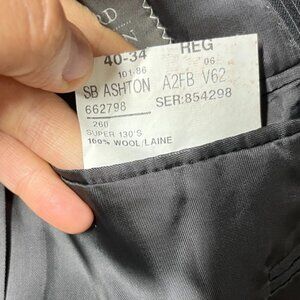 40-34 REG
101-86 06
SB ASHTON A2FB V62
662798 SER:854298
260
SUPER 130'S
100% WOOL/LAINE